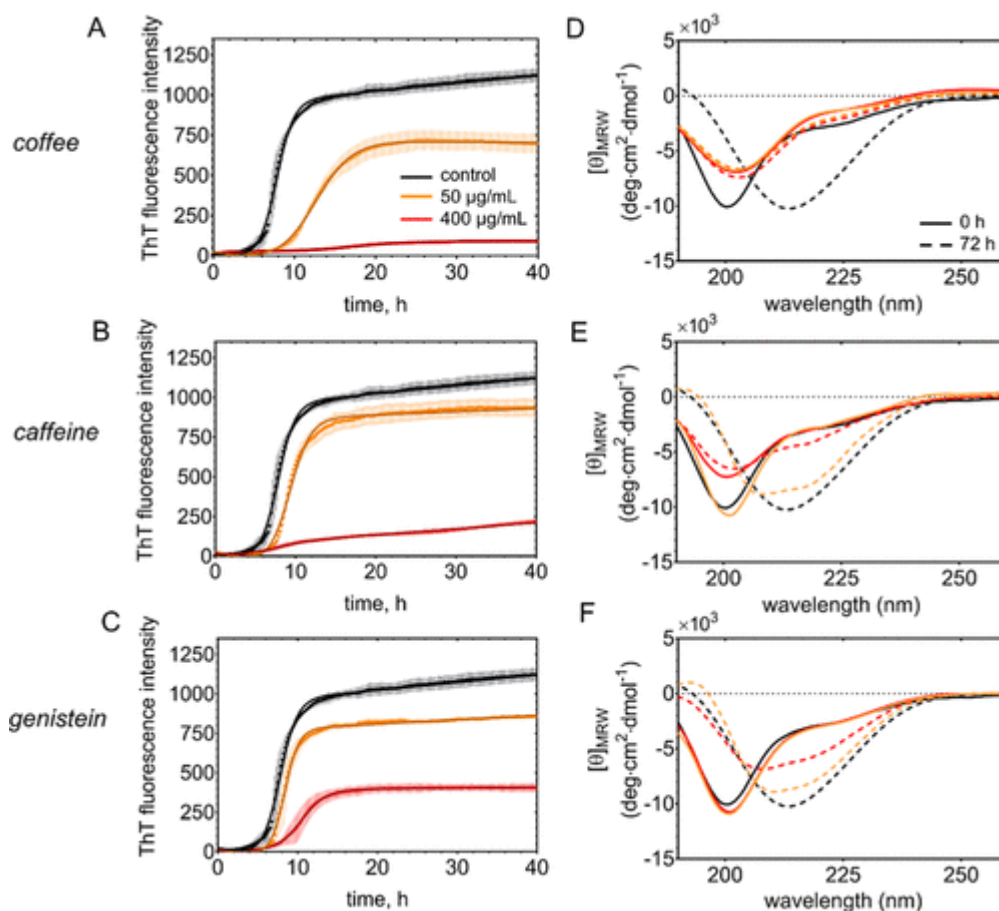 A
coffee
ThT fluorescence intensity
1250
1000
750
500
250
0
control
50 µg/mL
400 µg/mL
0 10 20 30 40
time, h
D
×10³
[θ]MRW
(deg·cm²·dmol⁻¹)
5
0
-5
-10
-15
0 h
72 h
200 225 250
wavelength (nm)
B
caffeine
ThT fluorescence intensity
1250
1000
750
500
250
0
0 10 20 30 40
time, h
E
×10³
[θ]MRW
(deg·cm²·dmol⁻¹)
5
0
-5
-10
-15
200 225 250
wavelength (nm)
C
genistein
ThT fluorescence intensity
1250
1000
750
500
250
0
0 10 20 30 40
time, h
F
×10³
[θ]MRW
(deg·cm²·dmol⁻¹)
5
0
-5
-10
-15
200 225 250
wavelength (nm)